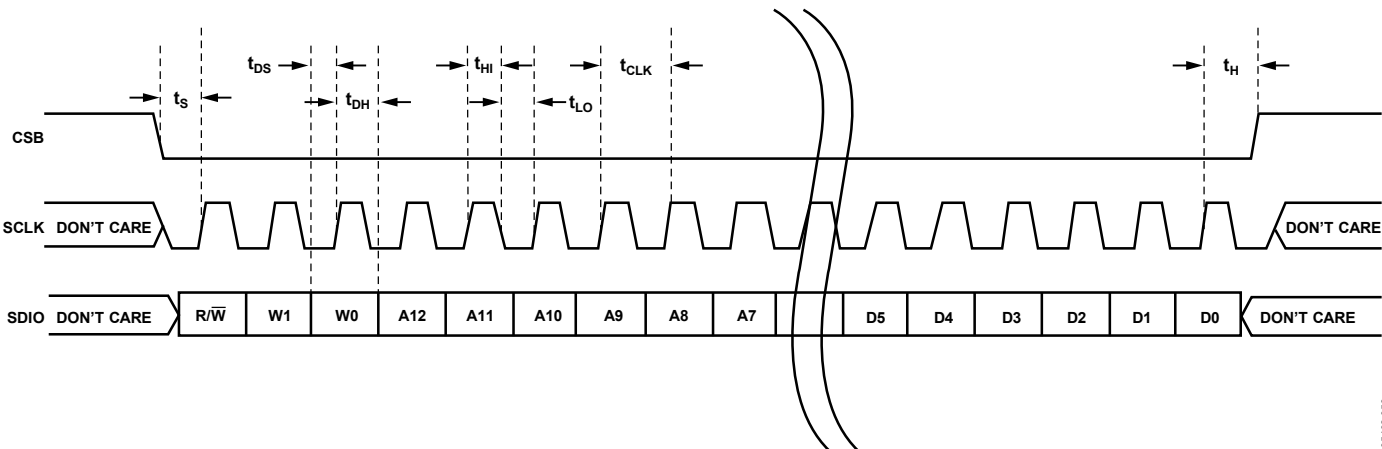 tDS
tHI
tCLK
tH
tS
tDH
tLO
CSB
SCLK DON'T CARE
DON'T CARE
SDIO DON'T CARE R/W̅ W1 W0 A12 A11 A10 A9 A8 A7 D5 D4 D3 D2 D1 D0 DON'T CARE